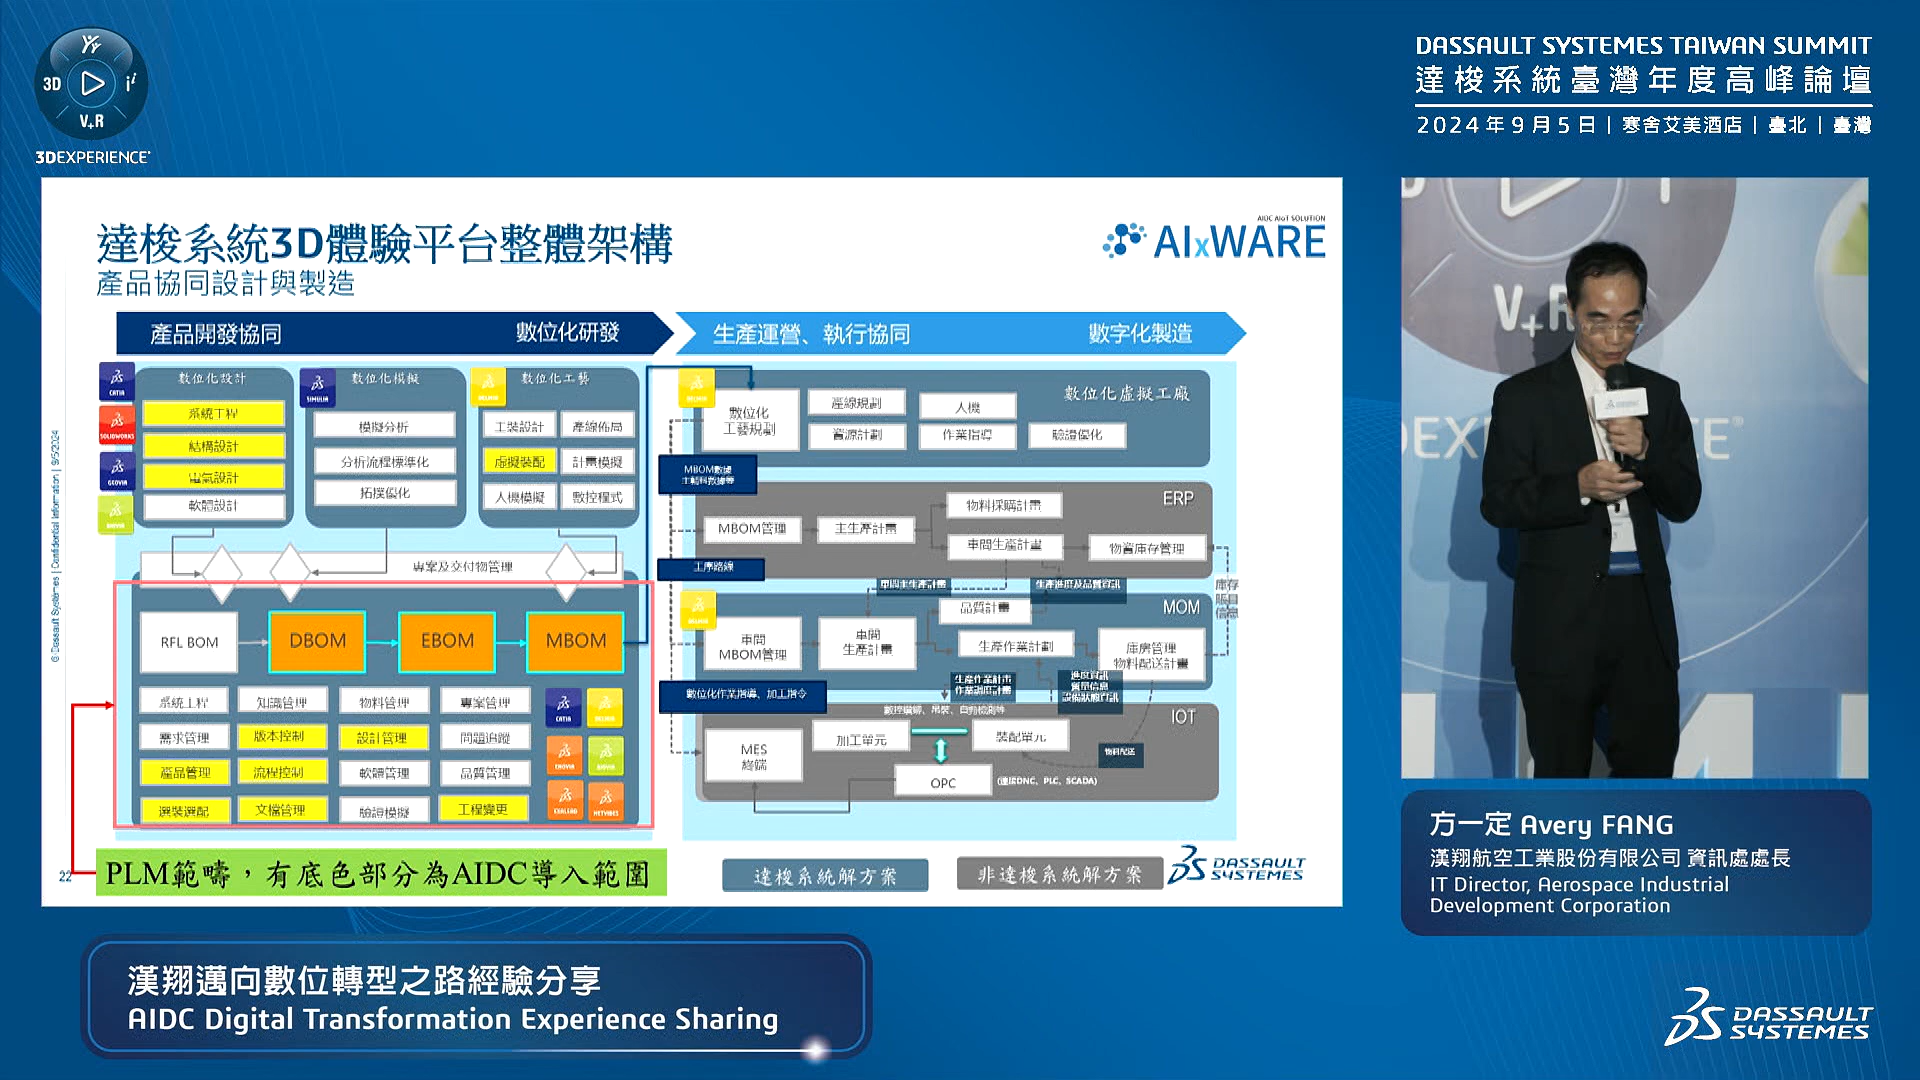 3D
V+R
3DEXPERIENCE
DASSAULT SYSTEMES TAIWAN SUMMIT
達梭系統臺灣年度高峰論壇
2024年9月5日 | 寒舍艾美酒店 | 臺北 | 臺灣
達梭系統3D體驗平台整體架構
產品協同設計與製造
AIDC AIoT SOLUTION
AIxWARE
產品開發協同
數位化研發
生產運營、執行協同
數字化製造
數位化設計
系統工程
結構設計
電氣設計
軟體設計
數位化模擬
模擬分析
分析流程標準化
拓撲優化
數位化工藝
工裝設計
產線佈局
虛擬裝配
計畫模擬
人機模擬
數控程式
CATIA
SOLIDWORKS
GEOVIA
BIOVIA
SIMULIA
DELMIA
專案及交付物管理
RFL BOM
DBOM
EBOM
MBOM
系統工程
知識管理
物料管理
專案管理
需求管理
版本控制
設計管理
問題追蹤
產品管理
流程控制
軟體管理
品質管理
選裝選配
文檔管理
驗證模擬
工程變更
CATIA
DELMIA
ENOVIA
BIOVIA
EXALEAD
NETVIBES
DELMIA
數位化
工藝規劃
產線規劃
人機
資源計劃
作業指導
驗證優化
數位化虛擬工廠
MBOM數據
主輔料數據等
ERP
MBOM管理
主生產計畫
物料採購計畫
車間生產計畫
物資庫存管理
工序路線
車間主生產計畫
生產進度及品質資訊
庫存
賬目
信息
MOM
DELMIA
車間
MBOM管理
車間
生產計畫
品質計畫
生產作業計劃
庫房管理
物料配送計畫
數位化作業指導、加工指令
生產作業計畫
作業調度計畫
進度資訊
質量信息
設備狀態資訊
IOT
MES
終端
加工單元
裝配單元
OPC
(連接DNC, PLC, SCADA)
物料配送
© Dassault Systèmes | Confidential Information | 9/5/2024
22
PLM範疇，有底色部分為AIDC導入範圍
達梭系統解方案
非達梭系統解方案
DASSAULT
SYSTEMES
V+R
方一定 Avery FANG
漢翔航空工業股份有限公司 資訊處處長
IT Director, Aerospace Industrial
Development Corporation
漢翔邁向數位轉型之路經驗分享
AIDC Digital Transformation Experience Sharing
DASSAULT
SYSTEMES